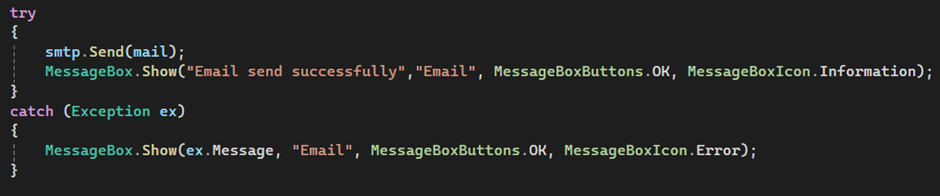 try
{
smtp.Send(mail);
MessageBox.Show("Email send successfully","Email", MessageBoxButtons.OK, MessageBoxIcon.Information);
}
catch (Exception ex)
{
MessageBox.Show(ex.Message, "Email", MessageBoxButtons.OK, MessageBoxIcon.Error);
}